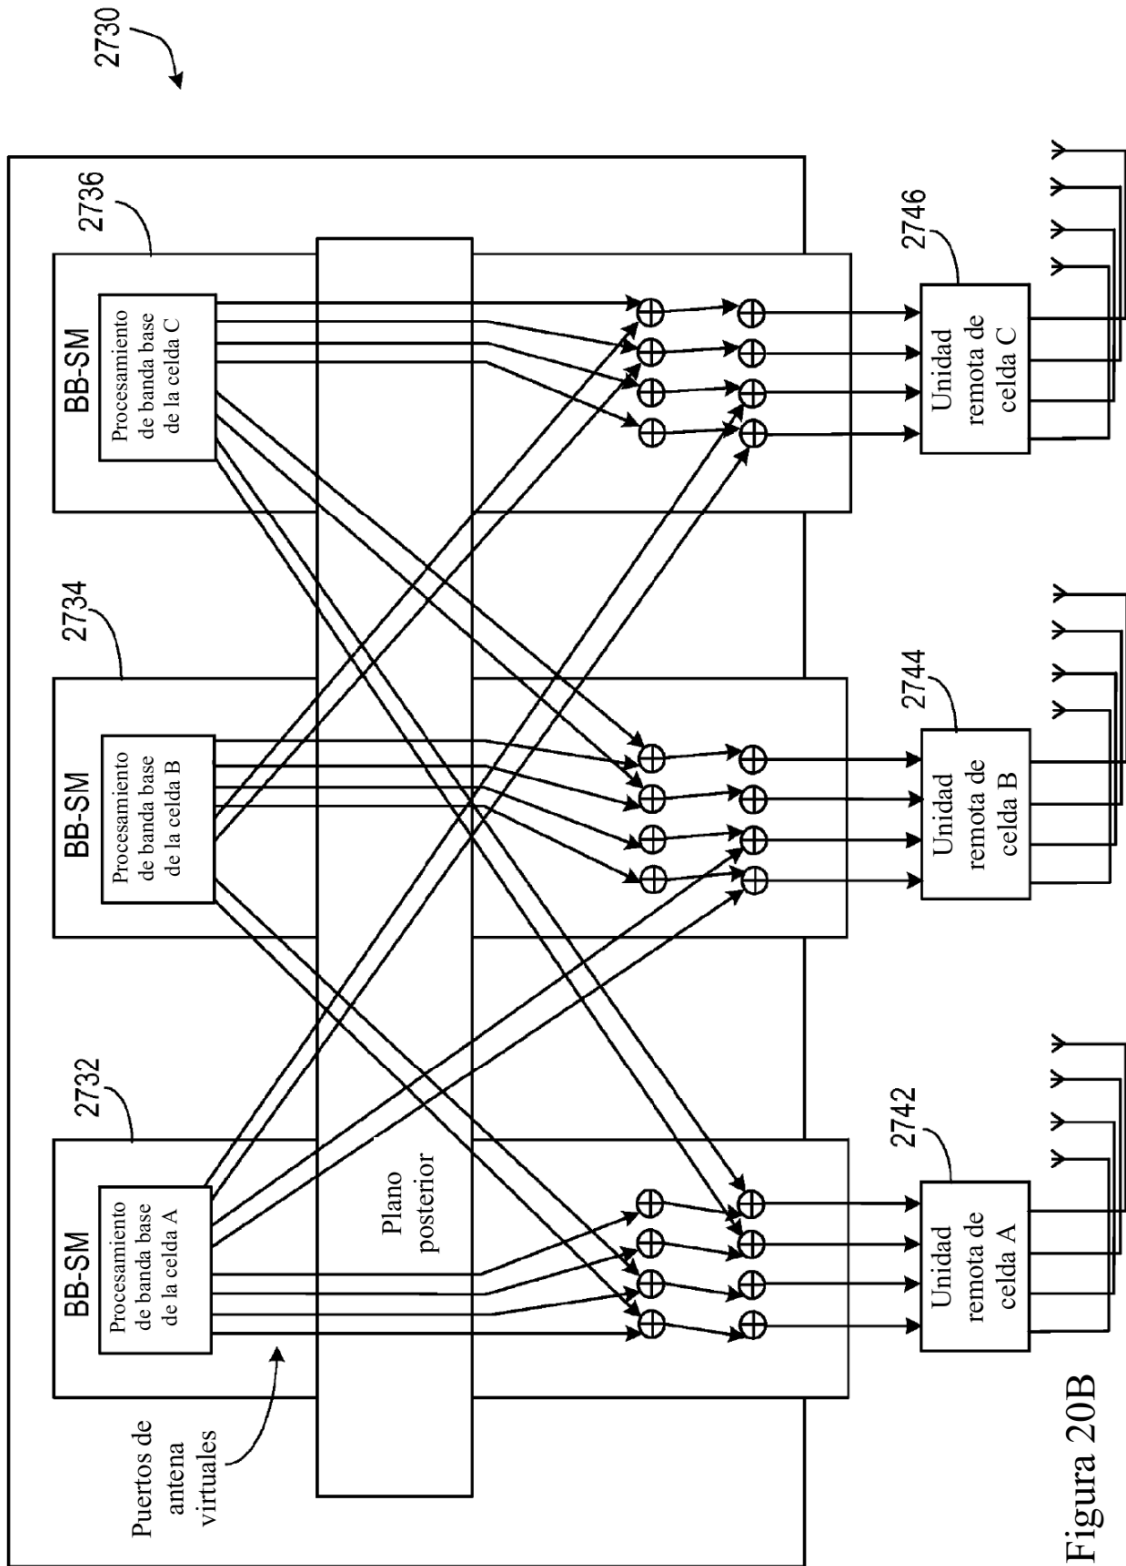 2730
2732
BB-SM
Procesamiento
de banda base
de la celda A
2734
BB-SM
Procesamiento
de banda base
de la celda B
2736
BB-SM
Procesamiento
de banda base
de la celda C
Puertos de
antena
virtuales
Plano
posterior
2742
Unidad
remota de
celda A
2744
Unidad
remota de
celda B
2746
Unidad
remota de
celda C
Figura 20B